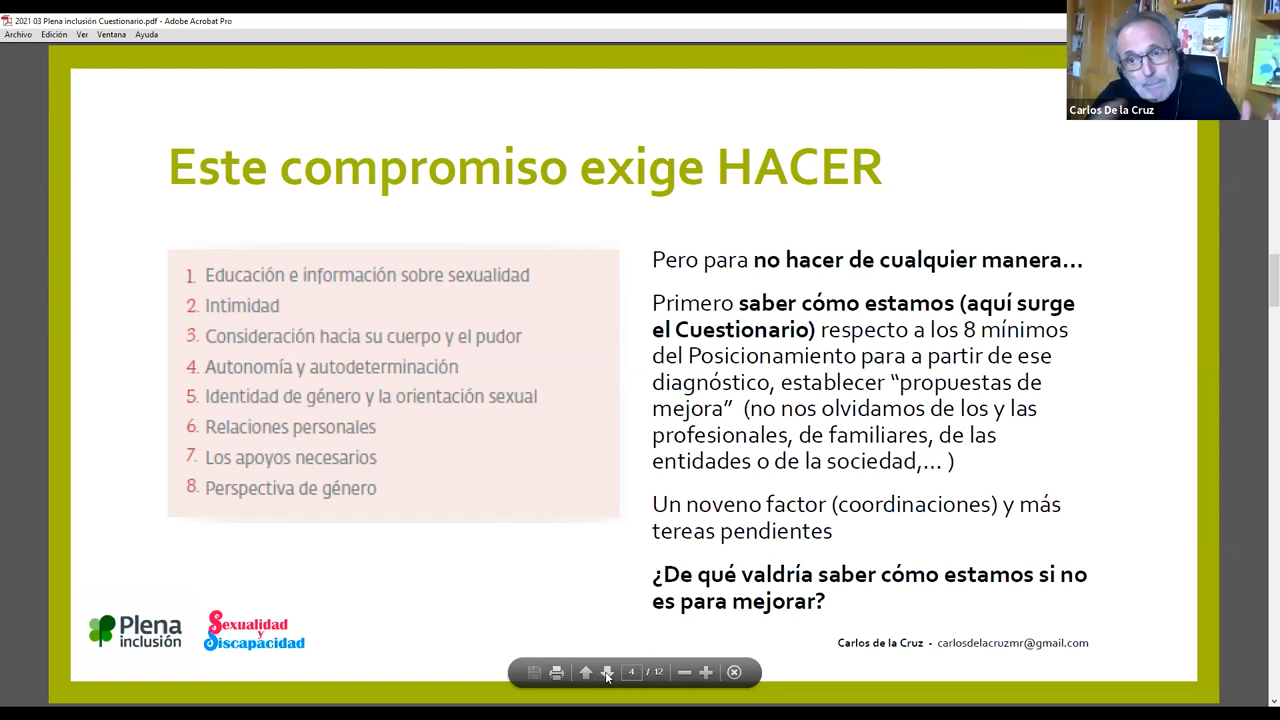 2021 03 Plena inclusión Cuestionario.pdf - Adobe Acrobat Pro
Archivo Edición Ver Ventana Ayuda
Carlos De la Cruz
Este compromiso exige HACER
1. Educación e información sobre sexualidad
2. Intimidad
3. Consideración hacia su cuerpo y el pudor
4. Autonomía y autodeterminación
5. Identidad de género y la orientación sexual
6. Relaciones personales
7. Los apoyos necesarios
8. Perspectiva de género
Pero para no hacer de cualquier manera...
Primero saber cómo estamos (aquí surge
el Cuestionario) respecto a los 8 mínimos
del Posicionamiento para a partir de ese
diagnóstico, establecer “propuestas de
mejora” (no nos olvidamos de los y las
profesionales, de familiares, de las
entidades o de la sociedad,... )
Un noveno factor (coordinaciones) y más
tereas pendientes
¿De qué valdría saber cómo estamos si no
es para mejorar?
Plena
inclusión
Sexualidad
y
Discapacidad
Carlos de la Cruz - carlosdelacruzmr@gmail.com
4 / 12